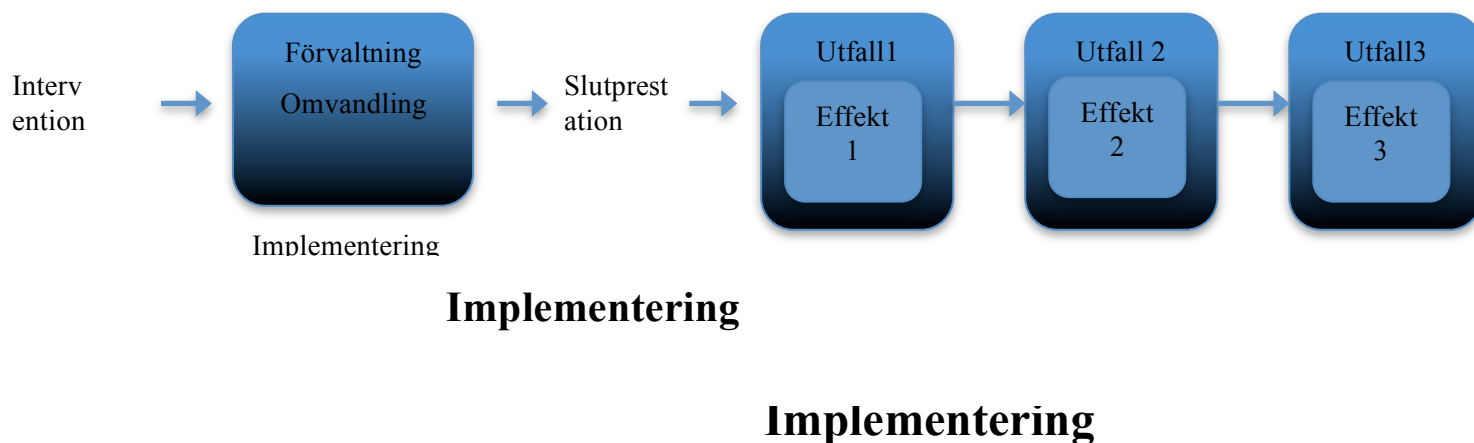 Interv
ention
Förvaltning
Omvandling
Implementering
Slutprest
ation
Utfall1
Effekt
1
Utfall 2
Effekt
2
Utfall3
Effekt
3
Implementering
Implementering